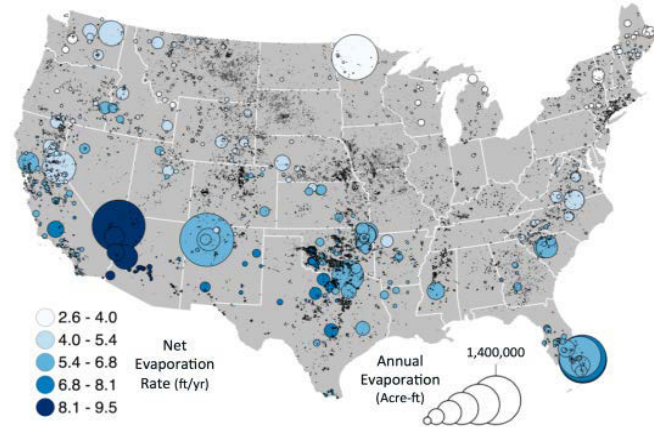 2.6 - 4.0
4.0 - 5.4
5.4 - 6.8
6.8 - 8.1
8.1 - 9.5
Net
Evaporation
Rate (ft/yr)
Annual
Evaporation
(Acre-ft)
1,400,000